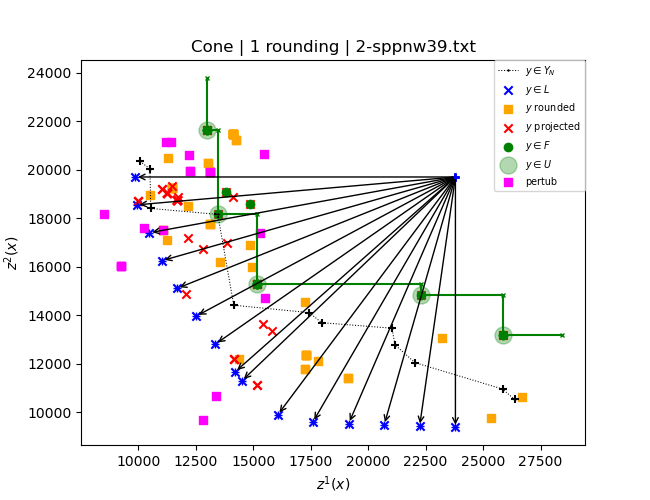 Cone | 1 rounding | 2-sppnw39.txt
24000
22000
20000
18000
16000
14000
12000
10000
z²(x)
y ∈ Y_N
y ∈ L
y rounded
y projected
y ∈ F
y ∈ U
pertub
10000 12500 15000 17500 20000 22500 25000 27500
z¹(x)